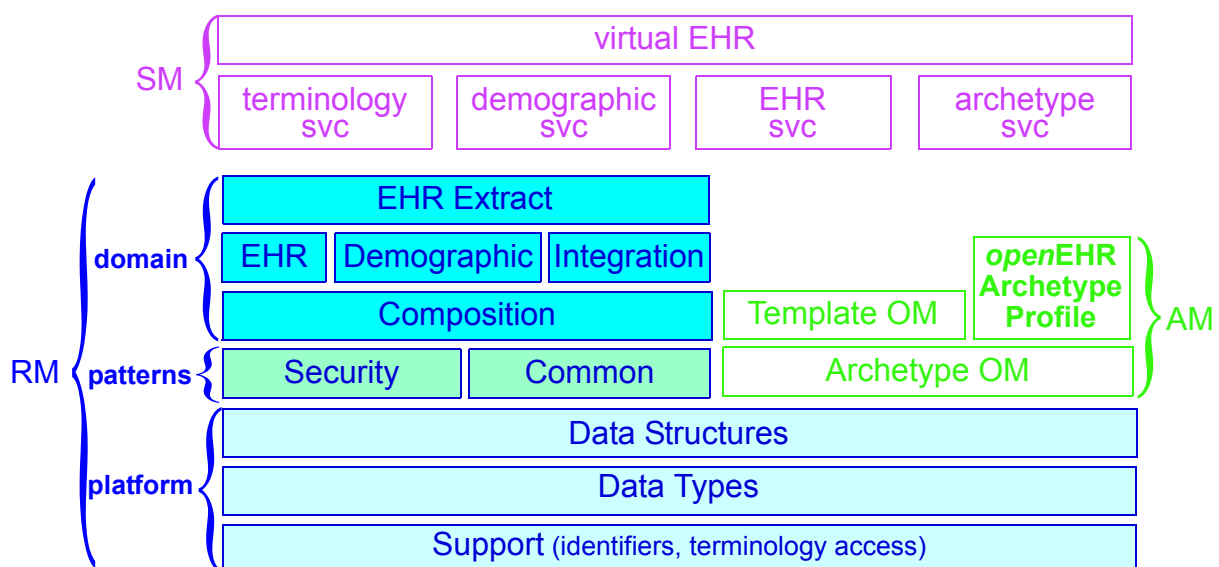 virtual EHR
SM
terminology
svc
demographic
svc
EHR
svc
archetype
svc
EHR Extract
domain
EHR
Demographic
Integration
openEHR
Archetype
Profile
Composition
Template OM
AM
RM
patterns
Security
Common
Archetype OM
Data Structures
platform
Data Types
Support (identifiers, terminology access)